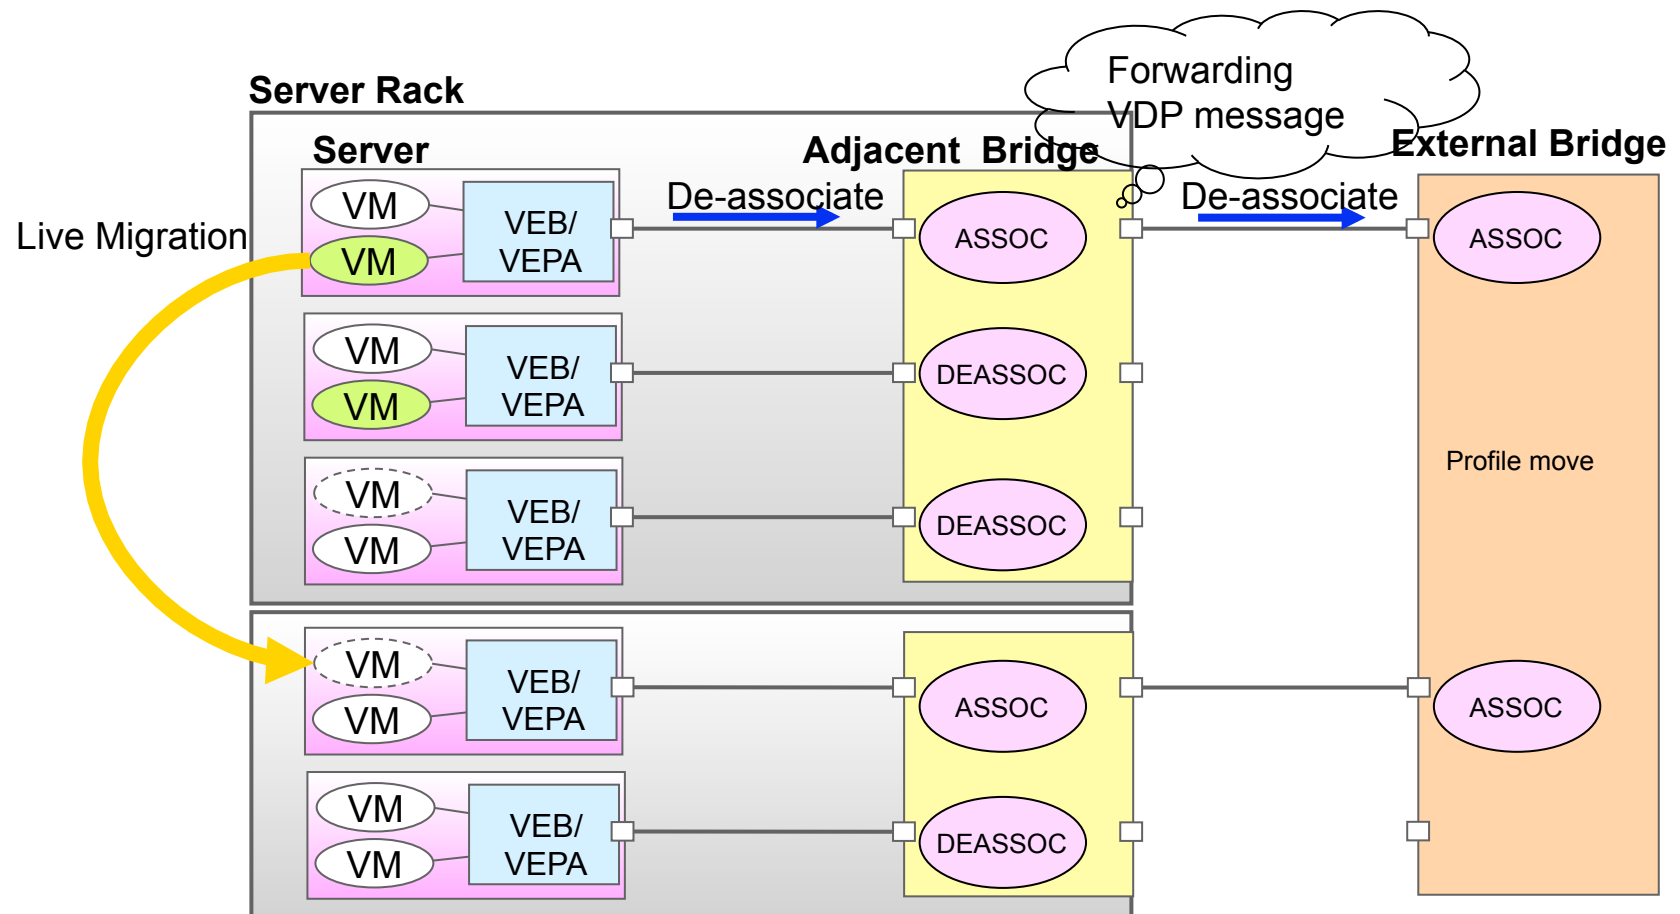 Forwarding
VDP message
Server Rack
Server
Adjacent Bridge
External Bridge
De-associate
De-associate
Live Migration
VM
VM
VEB/
VEPA
ASSOC
ASSOC
VM
VM
VEB/
VEPA
DEASSOC
Profile move
VM
VM
VEB/
VEPA
DEASSOC
VM
VM
VEB/
VEPA
ASSOC
ASSOC
VM
VM
VEB/
VEPA
DEASSOC